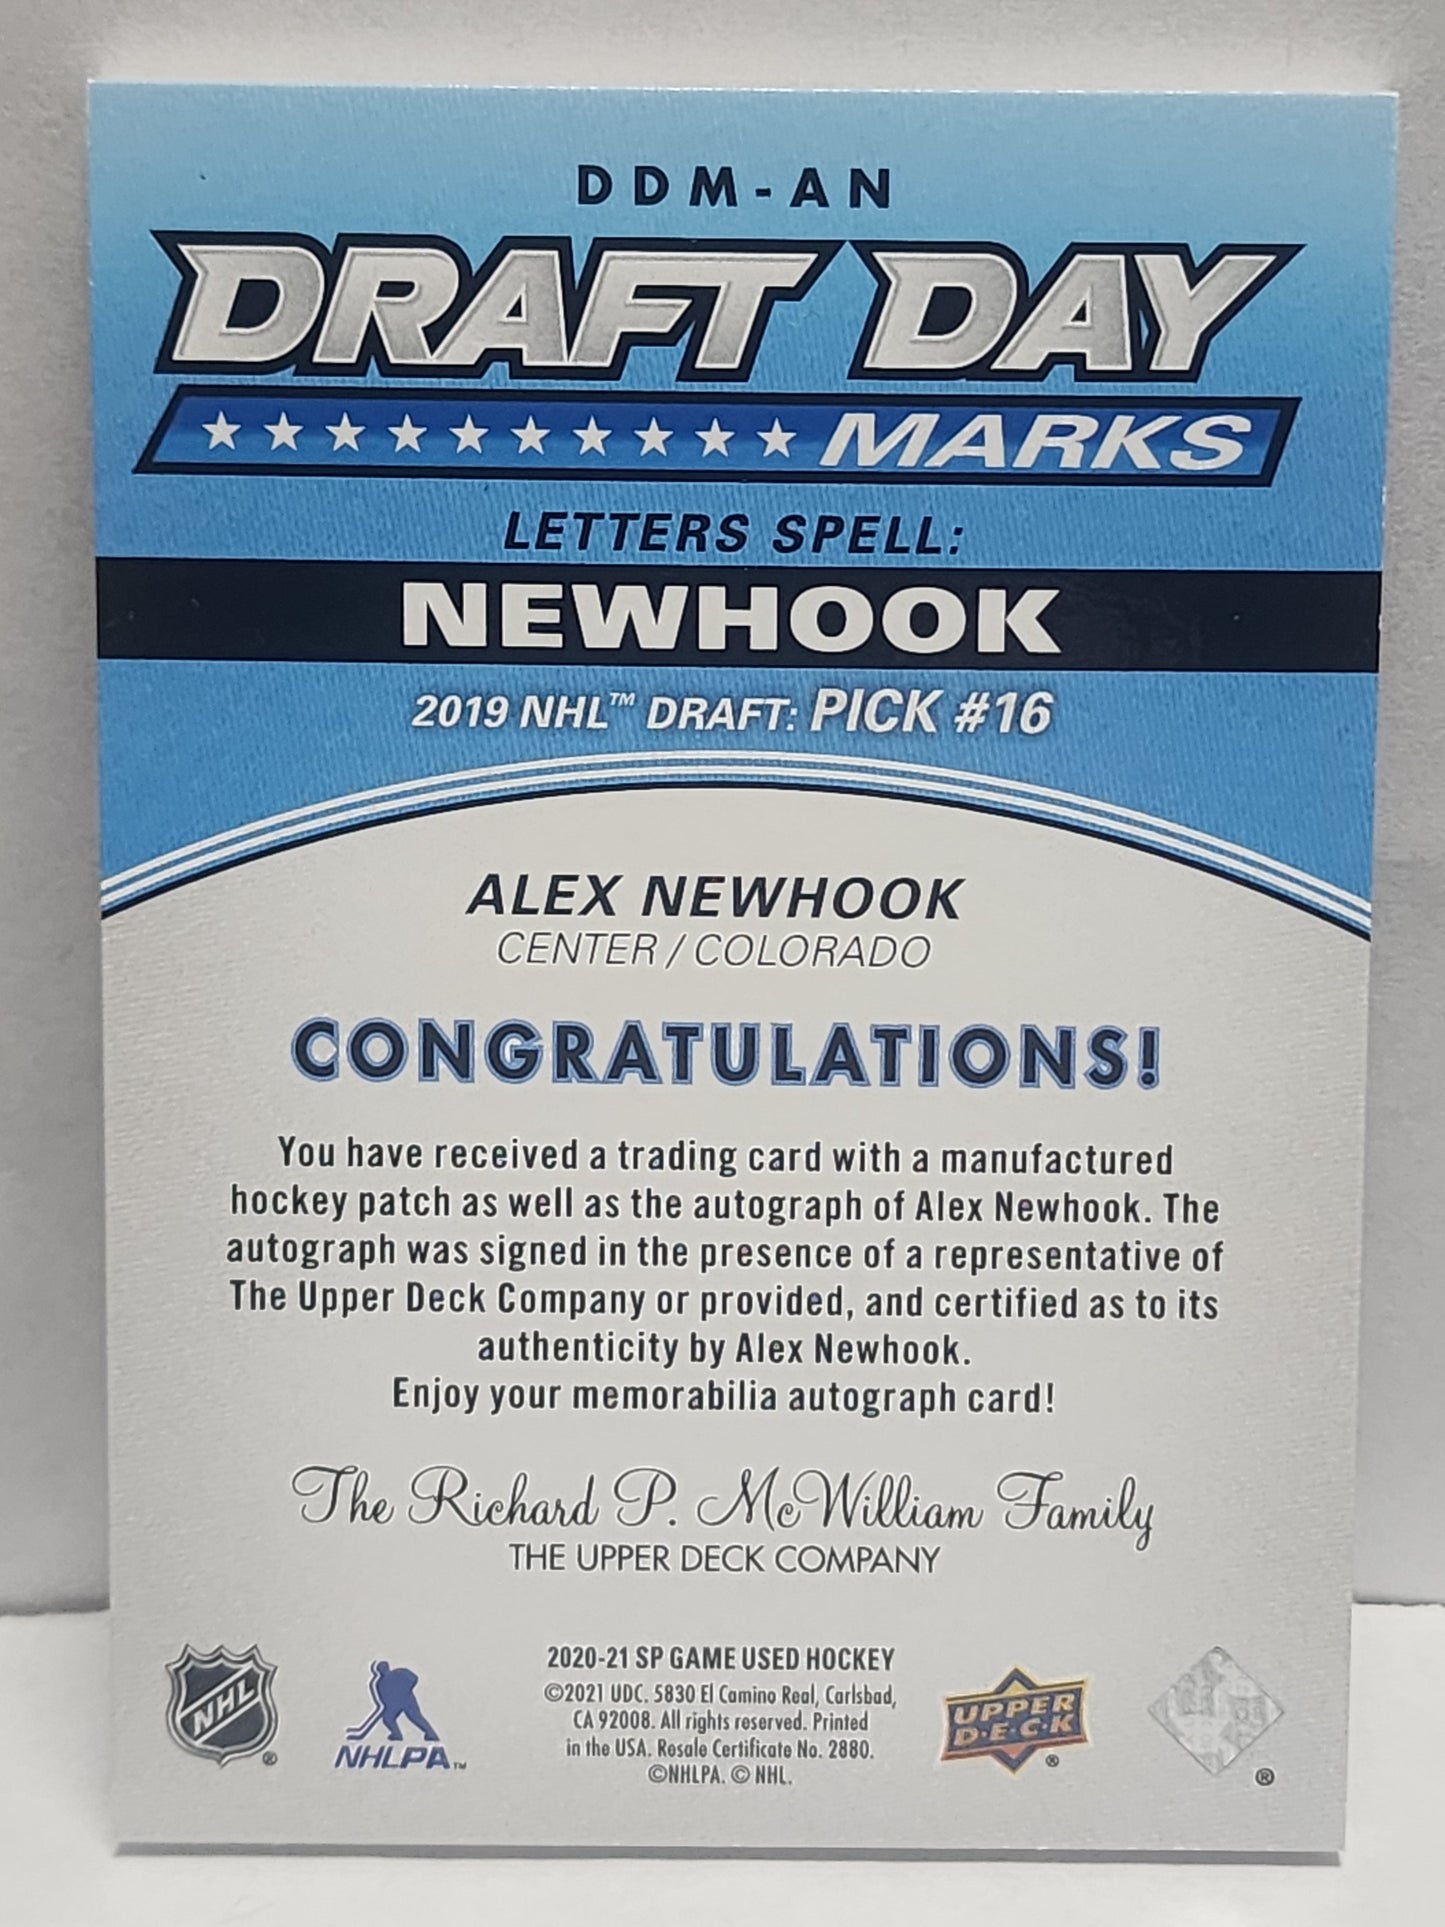 DDM-AN
DRAFT DAY
MARKS
LETTERS SPELL:
NEWHOOK
2019 NHL™ DRAFT: PICK #16
ALEX NEWHOOK
CENTER / COLORADO
CONGRATULATIONS!
You have received a trading card with a manufactured
hockey patch as well as the autograph of Alex Newhook. The
autograph was signed in the presence of a representative of
The Upper Deck Company or provided, and certified as to its
authenticity by Alex Newhook.
Enjoy your memorabilia autograph card!
The Richard P. McWilliam Family
THE UPPER DECK COMPANY
NHL ®
NHLPA™
2020-21 SP GAME USED HOCKEY
©2021 UDC. 5830 El Camino Real, Carlsbad,
CA 92008. All rights reserved. Printed
in the USA. Resale Certificate No. 2880.
©NHLPA. © NHL.
UPPER
D·E·C·K ®
®